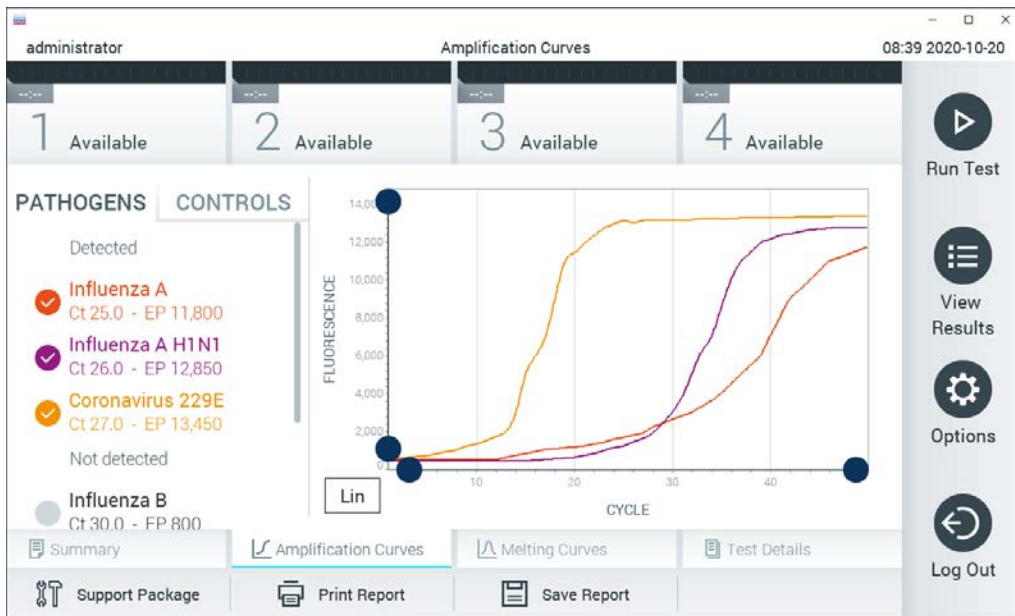 administrator
Amplification Curves
08:39 2020-10-20
--:--
--:--
--:--
--:--
1 Available
2 Available
3 Available
4 Available
Run Test
PATHOGENS
CONTROLS
Detected
Influenza A
Ct 25.0 - EP 11,800
Influenza A H1N1
Ct 26.0 - EP 12,850
Coronavirus 229E
Ct 27.0 - EP 13,450
Not detected
Influenza B
Ct 30.0 - EP 800
FLUORESCENCE
14,000
12,000
10,000
8,000
6,000
4,000
2,000
0
10
20
30
40
CYCLE
Lin
View
Results
Options
Log Out
Summary
Amplification Curves
Melting Curves
Test Details
Support Package
Print Report
Save Report